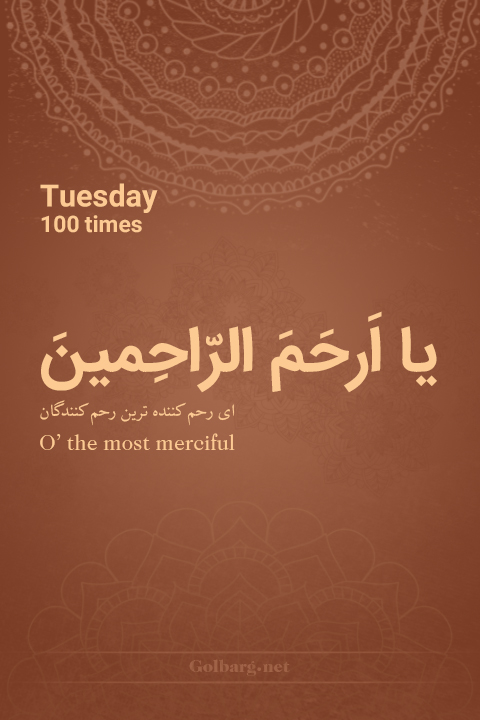 Tuesday
100 times
یا اَرحَمَ الرّاحِمینَ
ای رحم کننده ترین رحم کنندگان
O’ the most merciful
Golbarg.net